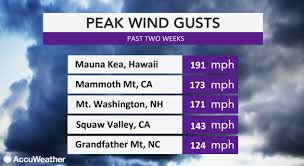 PEAK WIND GUSTS
PAST TWO WEEKS
Mauna Kea, Hawaii 191 mph
Mammoth Mt, CA 173 mph
Mt. Washington, NH 171 mph
Squaw Valley, CA 143 mph
Grandfather Mt, NC 124 mph
AccuWeather